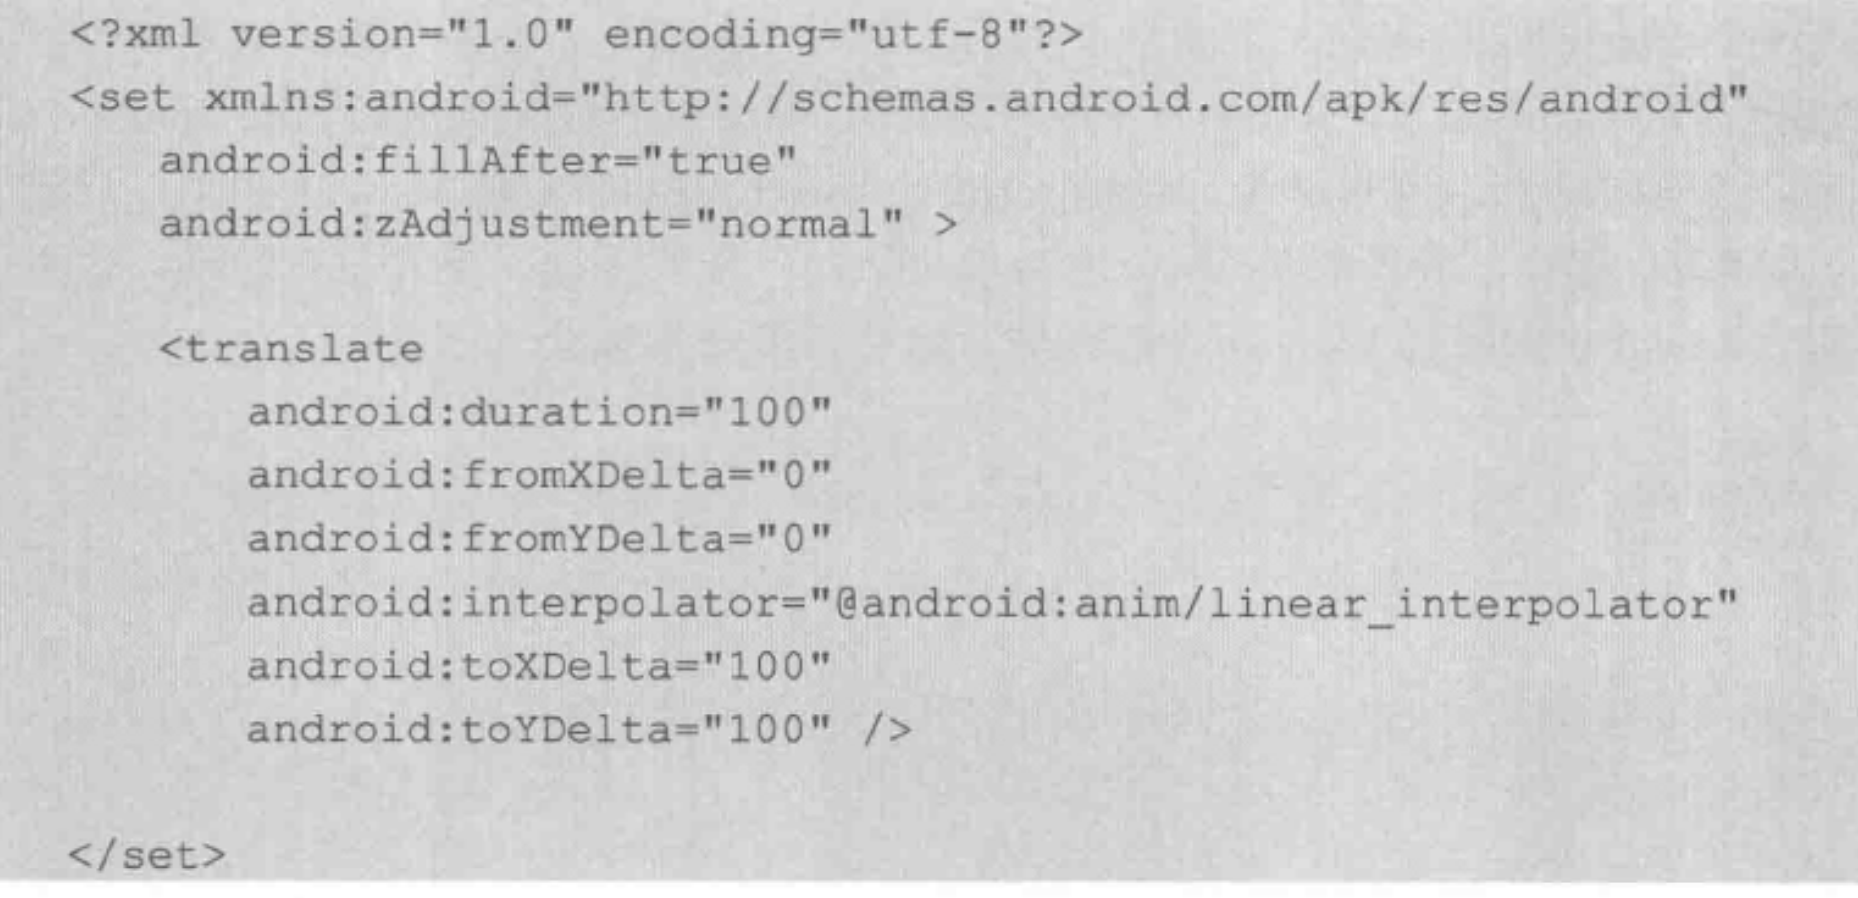 <?xml version="1.0" encoding="utf-8"?>
<set xmlns:android="http://schemas.android.com/apk/res/android"
android:fillAfter="true"
android:zAdjustment="normal" >
<translate
android:duration="100"
android:fromXDelta="0"
android:fromYDelta="0"
android:interpolator="@android:anim/linear_interpolator"
android:toXDelta="100"
android:toYDelta="100" />
</set>